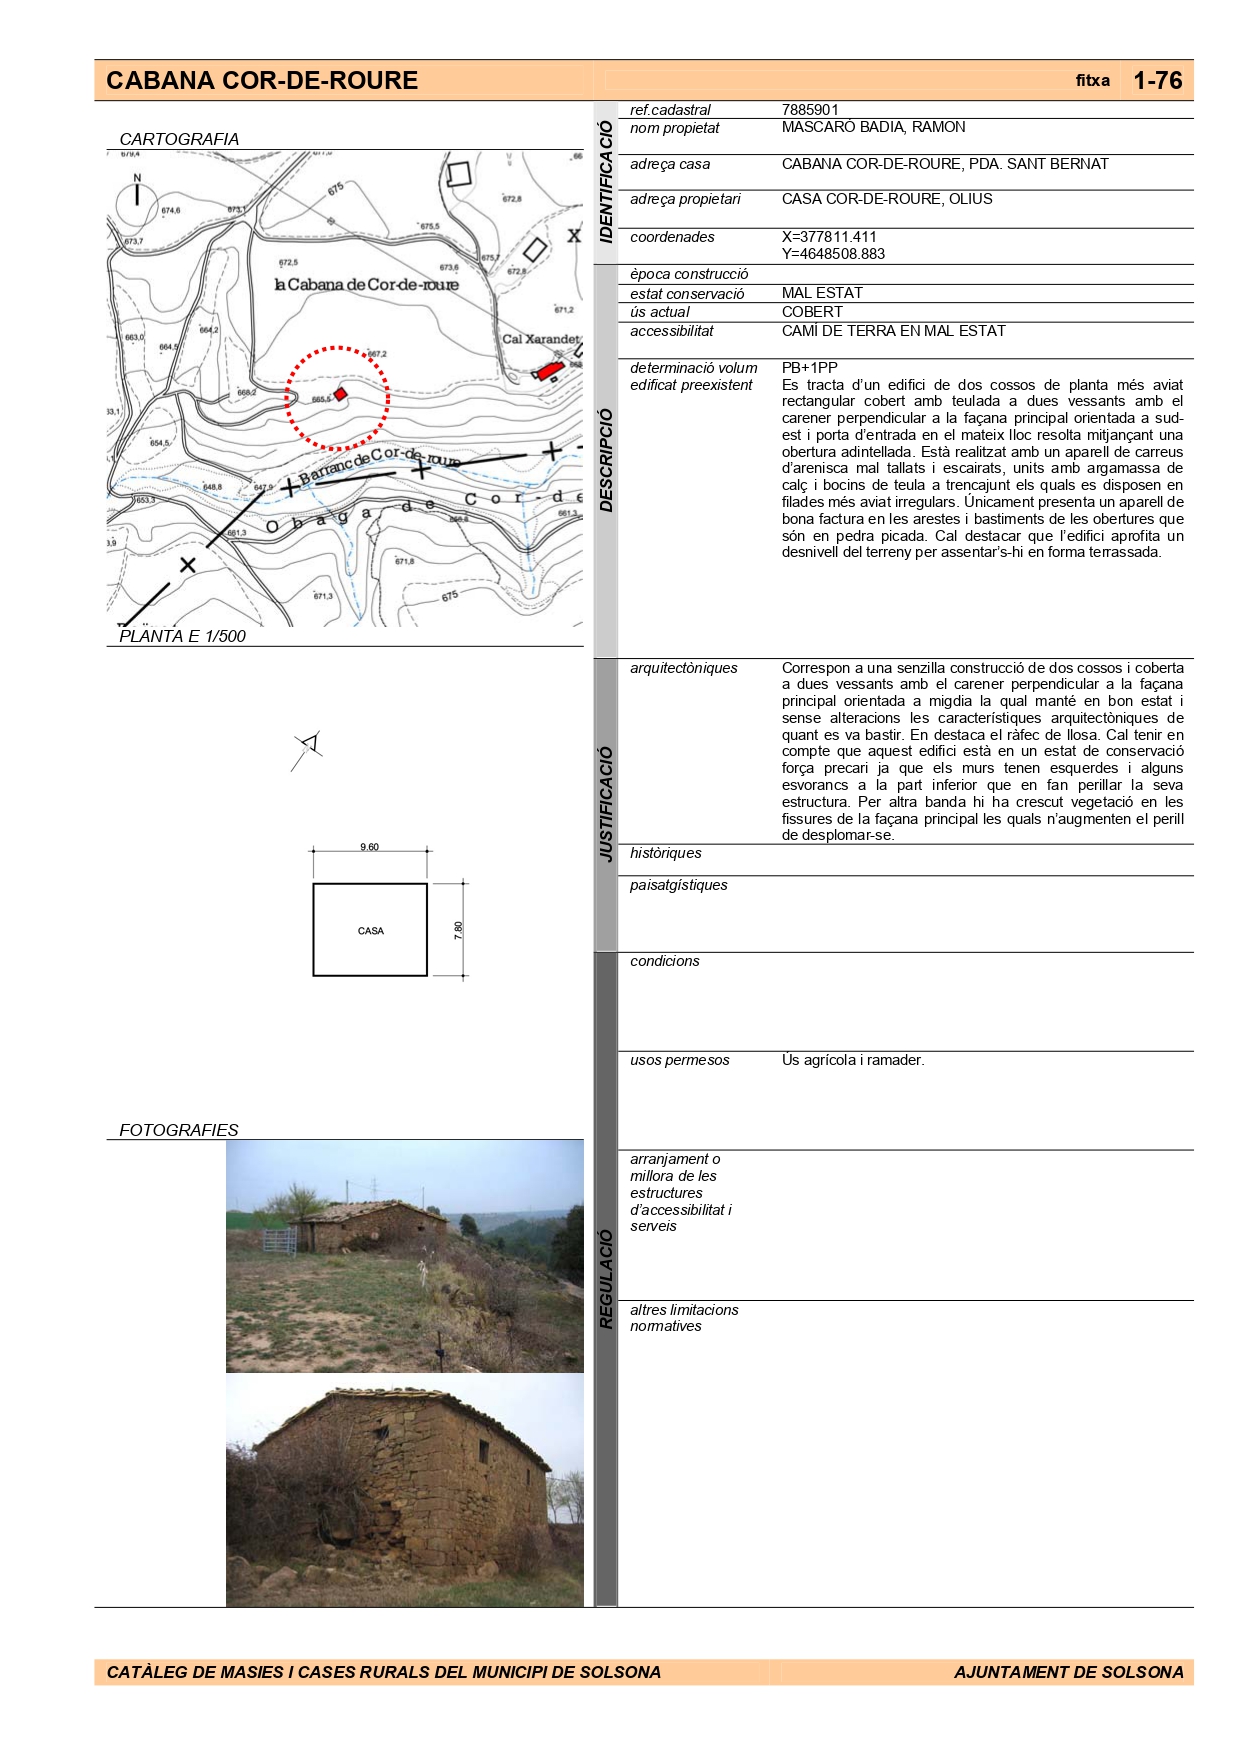 CABANA COR-DE-ROURE
fitxa 1-76
CARTOGRAFIA
679,4
677,0
66
N
674,6
673,1
675
672,8
673,7
675,5
X
672,5
673,6
675,7
672,8
la Cabana de Cor-de-roure
671,2
664,2
663,0
664,5
Cal Xarandet
667,2
668,2
665,5
654,5
Barranc de Cor-de-roure
648,8
647,9
653,3
Obaga de Cor-de
661,3
661,3
671,8
671,3
675
PLANTA E 1/500
9.60
CASA
7.80
FOTOGRAFIES
IDENTIFICACIÓ
ref.cadastral 7885901
nom propietat MASCARÓ BADIA, RAMON
adreça casa CABANA COR-DE-ROURE, PDA. SANT BERNAT
adreça propietari CASA COR-DE-ROURE, OLIUS
coordenades X=377811.411
Y=4648508.883
DESCRIPCIÓ
època construcció
estat conservació MAL ESTAT
ús actual COBERT
accessibilitat CAMÍ DE TERRA EN MAL ESTAT
determinació volum PB+1PP
edificat preexistent Es tracta d'un edifici de dos cossos de planta més aviat
rectangular cobert amb teulada a dues vessants amb el
carener perpendicular a la façana principal orientada a sud-
est i porta d'entrada en el mateix lloc resolta mitjançant una
obertura adintellada. Està realitzat amb un aparell de carreus
d'arenisca mal tallats i escairats, units amb argamassa de
calç i bocins de teula a trencajunt els quals es disposen en
filades més aviat irregulars. Únicament presenta un aparell de
bona factura en les arestes i bastiments de les obertures que
són en pedra picada. Cal destacar que l'edifici aprofita un
desnivell del terreny per assentar's-hi en forma terrassada.
JUSTIFICACIÓ
arquitectòniques Correspon a una senzilla construcció de dos cossos i coberta
a dues vessants amb el carener perpendicular a la façana
principal orientada a migdia la qual manté en bon estat i
sense alteracions les característiques arquitectòniques de
quant es va bastir. En destaca el ràfec de llosa. Cal tenir en
compte que aquest edifici està en un estat de conservació
força precari ja que els murs tenen esquerdes i alguns
esvorancs a la part inferior que en fan perillar la seva
estructura. Per altra banda hi ha crescut vegetació en les
fissures de la façana principal les quals n'augmenten el perill
de desplomar-se.
històriques
paisatgístiques
REGULACIÓ
condicions
usos permesos Ús agrícola i ramader.
arranjament o
millora de les
estructures
d'accessibilitat i
serveis
altres limitacions
normatives
CATÀLEG DE MASIES I CASES RURALS DEL MUNICIPI DE SOLSONA
AJUNTAMENT DE SOLSONA